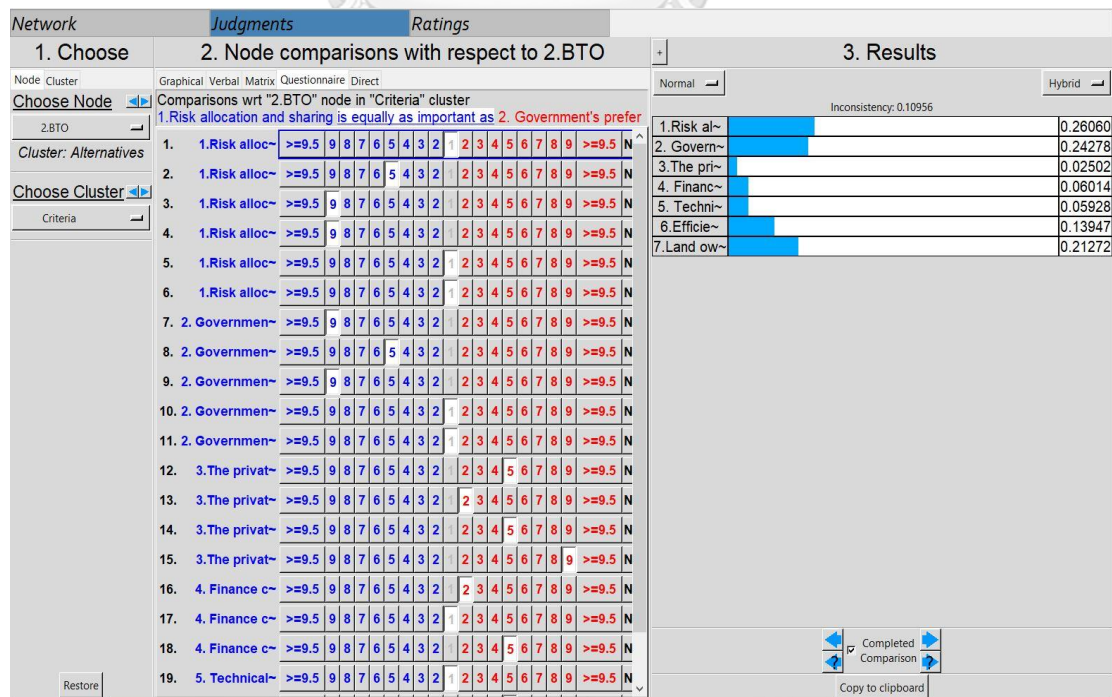 Network Judgments Ratings
1. Choose 2. Node comparisons with respect to 2.BTO + 3. Results
Node Cluster Graphical Verbal Matrix Questionnaire Direct Normal Hybrid
Choose Node Comparisons wrt "2.BTO" node in "Criteria" cluster
1.Risk allocation and sharing is equally as important as 2. Government's prefer
2.BTO
Cluster: Alternatives
Choose Cluster
Criteria
1. 1.Risk alloc~ >=9.5 9 8 7 6 5 4 3 2 1 2 3 4 5 6 7 8 9 >=9.5 N
2. 1.Risk alloc~ >=9.5 9 8 7 6 5 4 3 2 1 2 3 4 5 6 7 8 9 >=9.5 N
3. 1.Risk alloc~ >=9.5 9 8 7 6 5 4 3 2 1 2 3 4 5 6 7 8 9 >=9.5 N
4. 1.Risk alloc~ >=9.5 9 8 7 6 5 4 3 2 1 2 3 4 5 6 7 8 9 >=9.5 N
5. 1.Risk alloc~ >=9.5 9 8 7 6 5 4 3 2 1 2 3 4 5 6 7 8 9 >=9.5 N
6. 1.Risk alloc~ >=9.5 9 8 7 6 5 4 3 2 1 2 3 4 5 6 7 8 9 >=9.5 N
7. 2. Governmen~ >=9.5 9 8 7 6 5 4 3 2 1 2 3 4 5 6 7 8 9 >=9.5 N
8. 2. Governmen~ >=9.5 9 8 7 6 5 4 3 2 1 2 3 4 5 6 7 8 9 >=9.5 N
9. 2. Governmen~ >=9.5 9 8 7 6 5 4 3 2 1 2 3 4 5 6 7 8 9 >=9.5 N
10. 2. Governmen~ >=9.5 9 8 7 6 5 4 3 2 1 2 3 4 5 6 7 8 9 >=9.5 N
11. 2. Governmen~ >=9.5 9 8 7 6 5 4 3 2 1 2 3 4 5 6 7 8 9 >=9.5 N
12. 3.The privat~ >=9.5 9 8 7 6 5 4 3 2 1 2 3 4 5 6 7 8 9 >=9.5 N
13. 3.The privat~ >=9.5 9 8 7 6 5 4 3 2 1 2 3 4 5 6 7 8 9 >=9.5 N
14. 3.The privat~ >=9.5 9 8 7 6 5 4 3 2 1 2 3 4 5 6 7 8 9 >=9.5 N
15. 3.The privat~ >=9.5 9 8 7 6 5 4 3 2 1 2 3 4 5 6 7 8 9 >=9.5 N
16. 4. Finance c~ >=9.5 9 8 7 6 5 4 3 2 1 2 3 4 5 6 7 8 9 >=9.5 N
17. 4. Finance c~ >=9.5 9 8 7 6 5 4 3 2 1 2 3 4 5 6 7 8 9 >=9.5 N
18. 4. Finance c~ >=9.5 9 8 7 6 5 4 3 2 1 2 3 4 5 6 7 8 9 >=9.5 N
19. 5. Technical~ >=9.5 9 8 7 6 5 4 3 2 1 2 3 4 5 6 7 8 9 >=9.5 N
Restore
Inconsistency: 0.10956
1.Risk al~ 0.26060
2. Govern~ 0.24278
3.The pri~ 0.02502
4. Financ~ 0.06014
5. Techni~ 0.05928
6.Efficie~ 0.13947
7.Land ow~ 0.21272
Completed
Comparison
Copy to clipboard